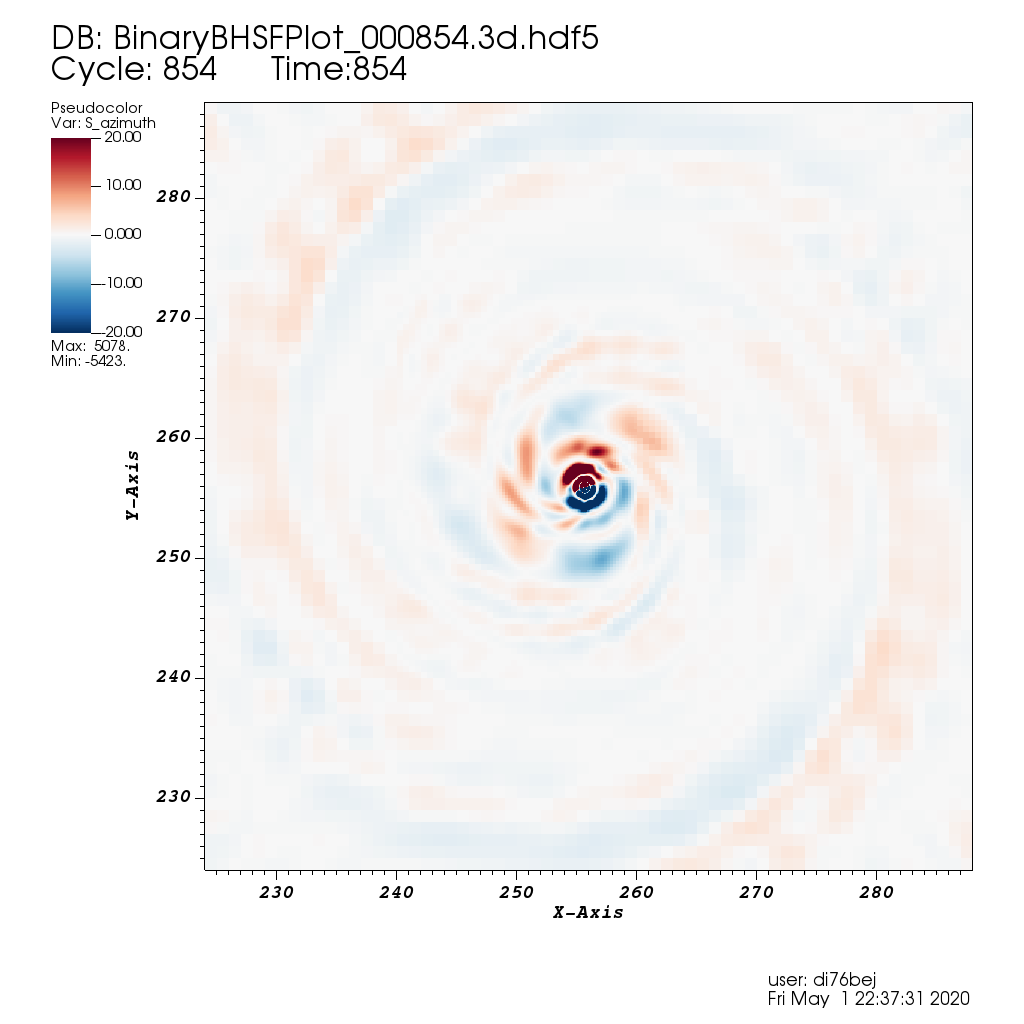 DB: BinaryBHSFPlot_000854.3d.hdf5
Cycle: 854 Time:854
Pseudocolor
Var: S_azimuth
20.00
10.00
0.000
-10.00
-20.00
Max: 5078.
Min: -5423.
280
270
260
250
240
230
Y-Axis
230 240 250 260 270 280
X-Axis
user: di76bej
Fri May 1 22:37:31 2020